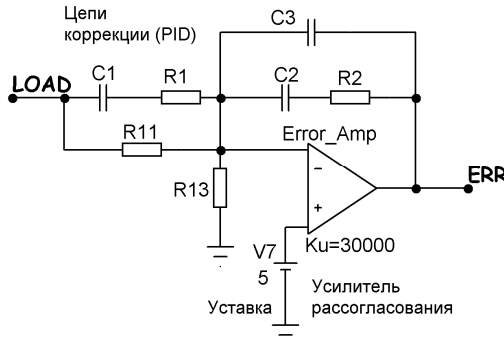 Цепи
коррекции (PID)
C3
LOAD
C1
R1
C2
R2
R11
Error_Amp
ERR
R13
−
+
V7
5
Ku=30000
Уставка
Усилитель
рассогласования